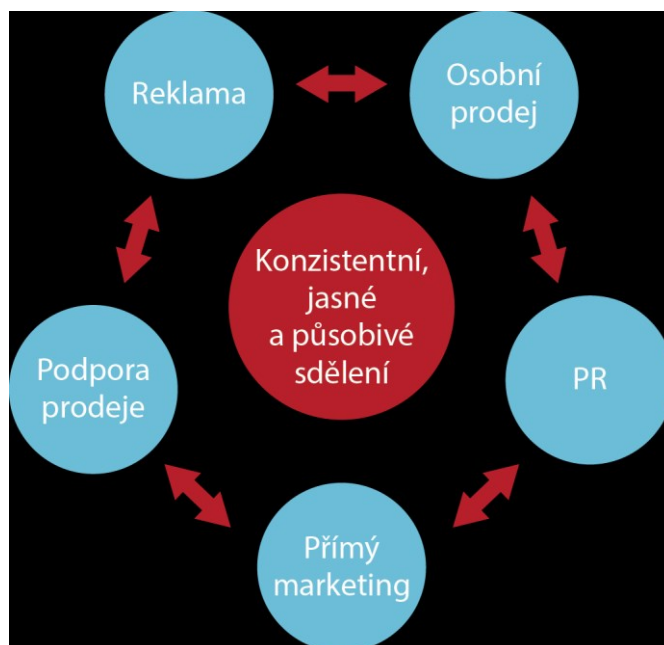 Reklama
Osobní
prodej
Konzistentní,
jasné
a působivé
sdělení
Podpora
prodeje
PR
Přímý
marketing